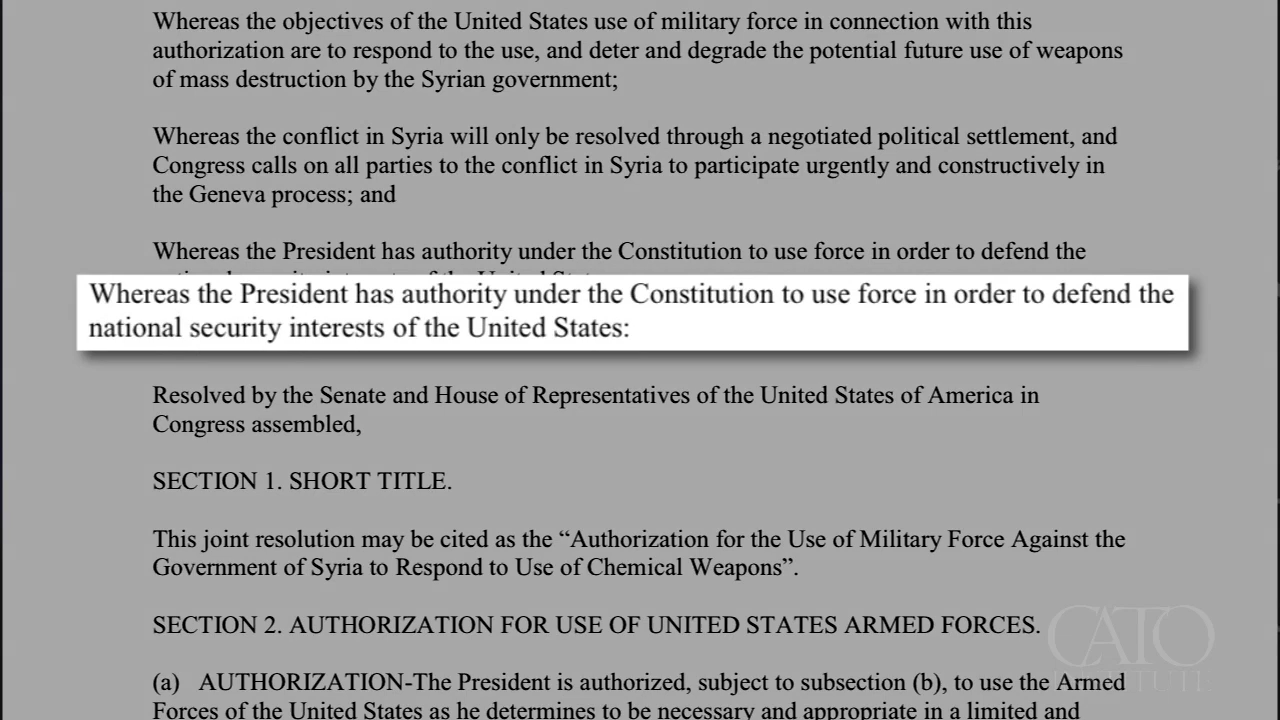 Whereas the objectives of the United States use of military force in connection with this
authorization are to respond to the use, and deter and degrade the potential future use of weapons
of mass destruction by the Syrian government;
Whereas the conflict in Syria will only be resolved through a negotiated political settlement, and
Congress calls on all parties to the conflict in Syria to participate urgently and constructively in
the Geneva process; and
Whereas the President has authority under the Constitution to use force in order to defend the
Whereas the President has authority under the Constitution to use force in order to defend the
national security interests of the United States:
Resolved by the Senate and House of Representatives of the United States of America in
Congress assembled,
SECTION 1. SHORT TITLE.
This joint resolution may be cited as the “Authorization for the Use of Military Force Against the
Government of Syria to Respond to Use of Chemical Weapons”.
SECTION 2. AUTHORIZATION FOR USE OF UNITED STATES ARMED FORCES.
(a) AUTHORIZATION-The President is authorized, subject to subsection (b), to use the Armed
Forces of the United States as he determines to be necessary and appropriate in a limited and
CATO
INSTITUTE